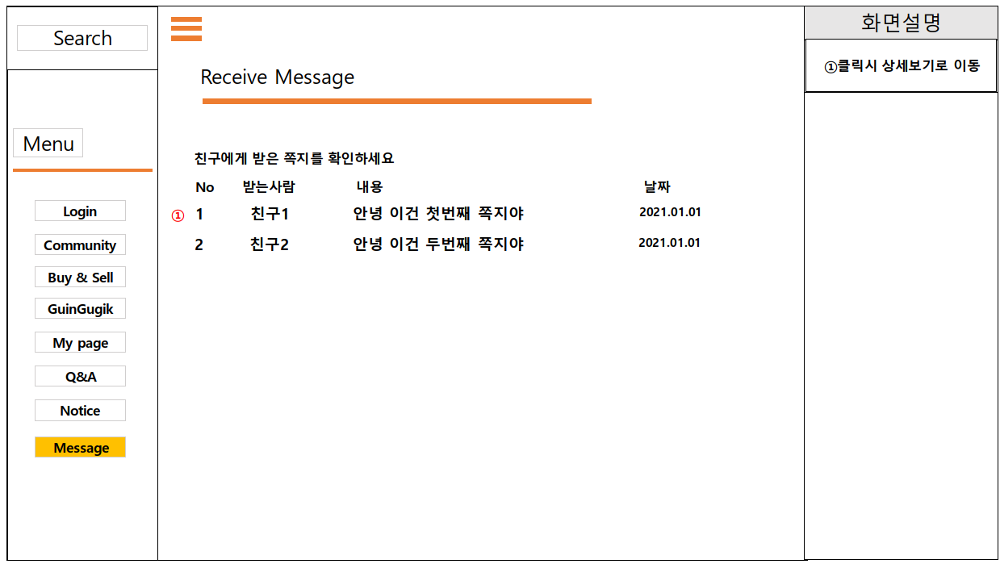 Search
Menu
Login
Community
Buy & Sell
GuinGugik
My page
Q&A
Notice
Message
Receive Message
친구에게 받은 쪽지를 확인하세요
No 받는사람 내용 날짜
① 1 친구1 안녕 이건 첫번째 쪽지야 2021.01.01
2 친구2 안녕 이건 두번째 쪽지야 2021.01.01
화면설명
①클릭시 상세보기로 이동